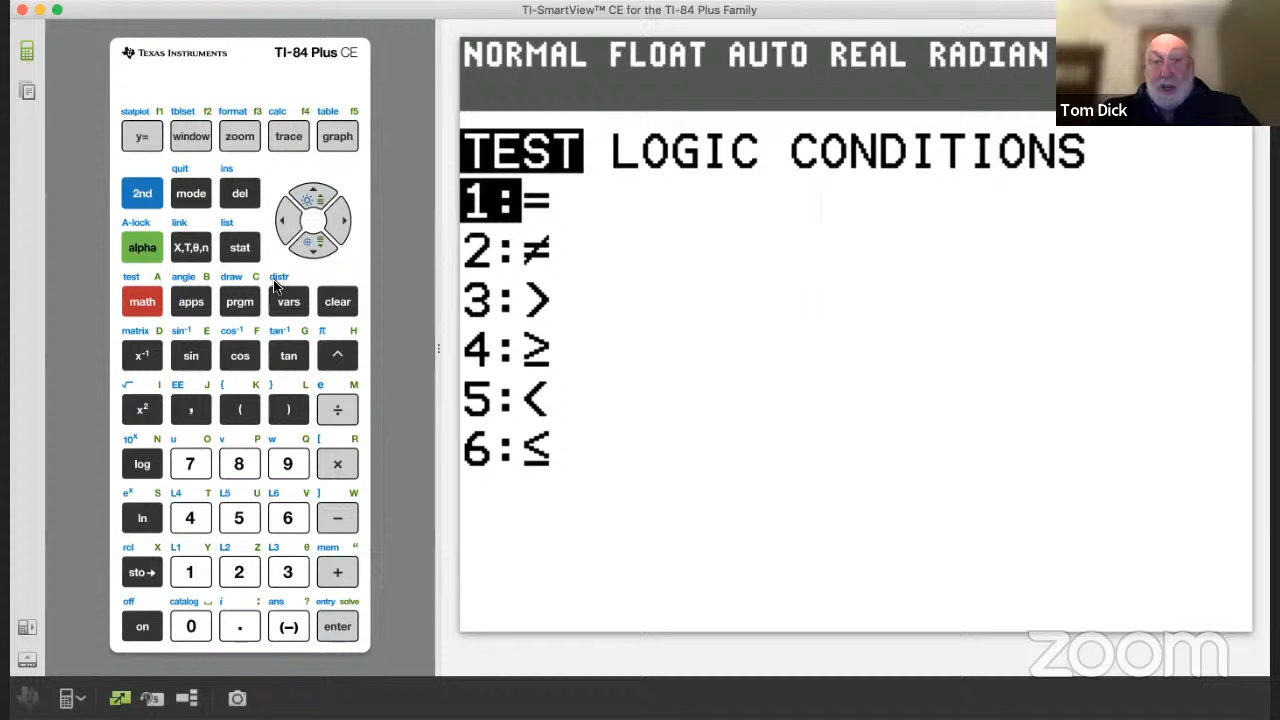 TI-SmartView™ CE for the TI-84 Plus Family
TEXAS INSTRUMENTS TI-84 Plus CE
statplot f1 tblset f2 format f3 calc f4 table f5
y= window zoom trace graph
quit ins
2nd mode del
A-lock link list
alpha X,T,θ,n stat
test A angle B draw C distr
math apps prgm vars clear
matrix D sin⁻¹ E cos⁻¹ F tan⁻¹ G π H
x⁻¹ sin cos tan ^
√ I EE J { K } L e M
x² , ( ) ÷
10ˣ N u O v P w Q [ R
log 7 8 9 ×
eˣ S L4 T L5 U L6 V ] W
ln 4 5 6 −
rcl X L1 Y L2 Z L3 θ mem “
sto→ 1 2 3 +
off catalog ⎵ i : ans ? entry solve
on 0 . (−) enter
NORMAL FLOAT AUTO REAL RADIAN
TEST LOGIC CONDITIONS
1:=
2:≠
3:>
4:≥
5:<
6:≤
Tom Dick
zoom